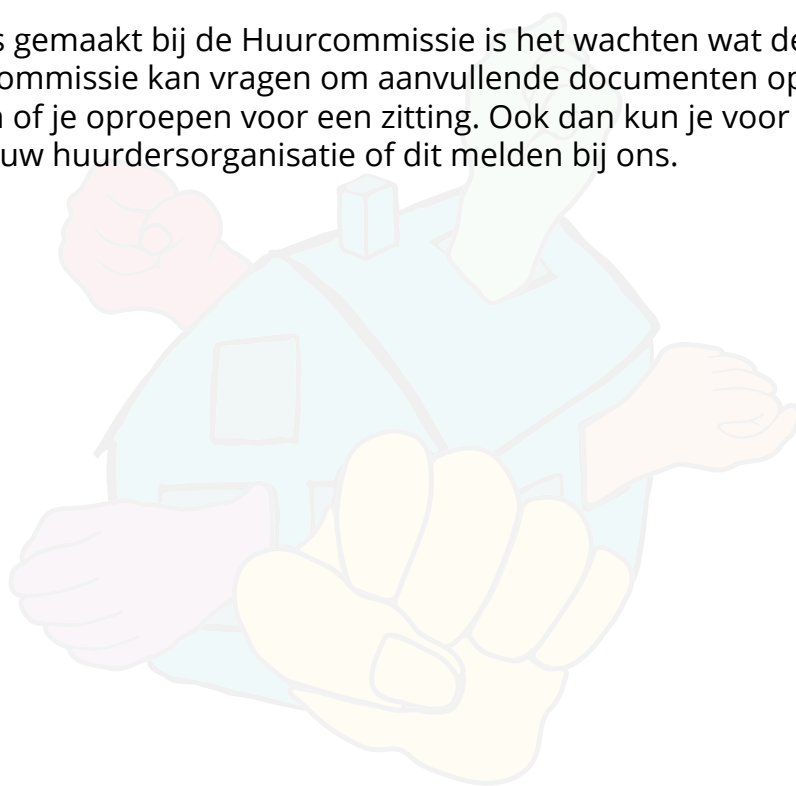 s gemaakt bij de Huurcommissie is het wachten wat de
ommissie kan vragen om aanvullende documenten op
of je oproepen voor een zitting. Ook dan kun je voor
uw huurdersorganisatie of dit melden bij ons.